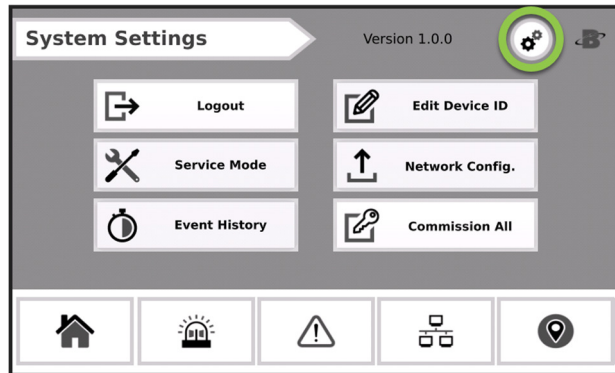 System Settings
Version 1.0.0
Logout
Edit Device ID
Service Mode
Network Config.
Event History
Commission All